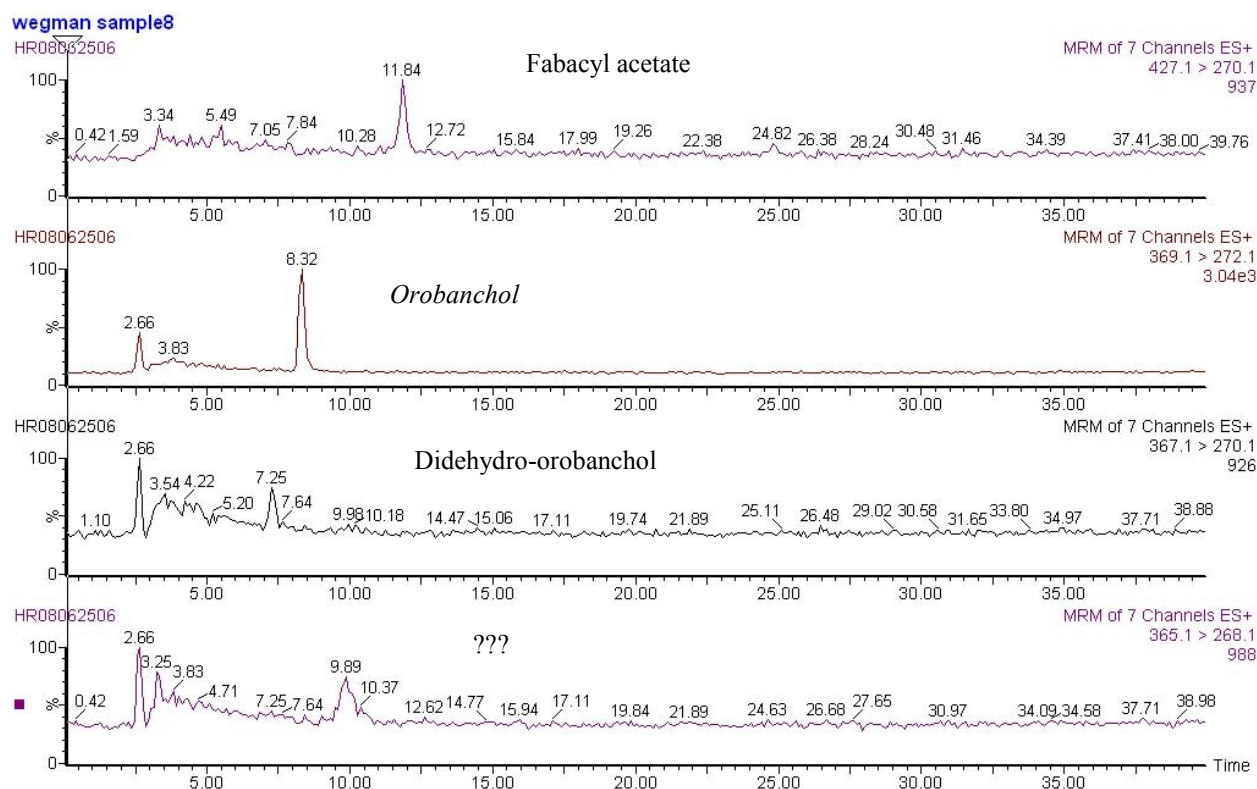 wegman sample8
HR08062506
MRM of 7 Channels ES+
427.1 > 270.1
937
Fabacyl acetate
100
%
0
0.42 1.59 3.34 5.49 7.05 7.84 10.28 11.84 12.72 15.84 17.99 19.26 22.38 24.82 26.38 28.24 30.48 31.46 34.39 37.41 38.00 39.76
5.00 10.00 15.00 20.00 25.00 30.00 35.00
HR08062506
MRM of 7 Channels ES+
369.1 > 272.1
3.04e3
Orobanchol
100
%
0
2.66 3.83 8.32
5.00 10.00 15.00 20.00 25.00 30.00 35.00
HR08062506
MRM of 7 Channels ES+
367.1 > 270.1
926
Didehydro-orobanchol
100
%
0
1.10 2.66 3.54 4.22 5.20 7.25 7.64 9.98 10.18 14.47 15.06 17.11 19.74 21.89 25.11 26.48 29.02 30.58 31.65 33.80 34.97 37.71 38.88
5.00 10.00 15.00 20.00 25.00 30.00 35.00
HR08062506
MRM of 7 Channels ES+
365.1 > 268.1
988
???
100
%
0
0.42 2.66 3.25 3.83 4.71 7.25 7.64 9.89 10.37 12.62 14.77 15.94 17.11 19.84 21.89 24.63 26.68 27.65 30.97 34.09 34.58 37.71 38.98
5.00 10.00 15.00 20.00 25.00 30.00 35.00 Time